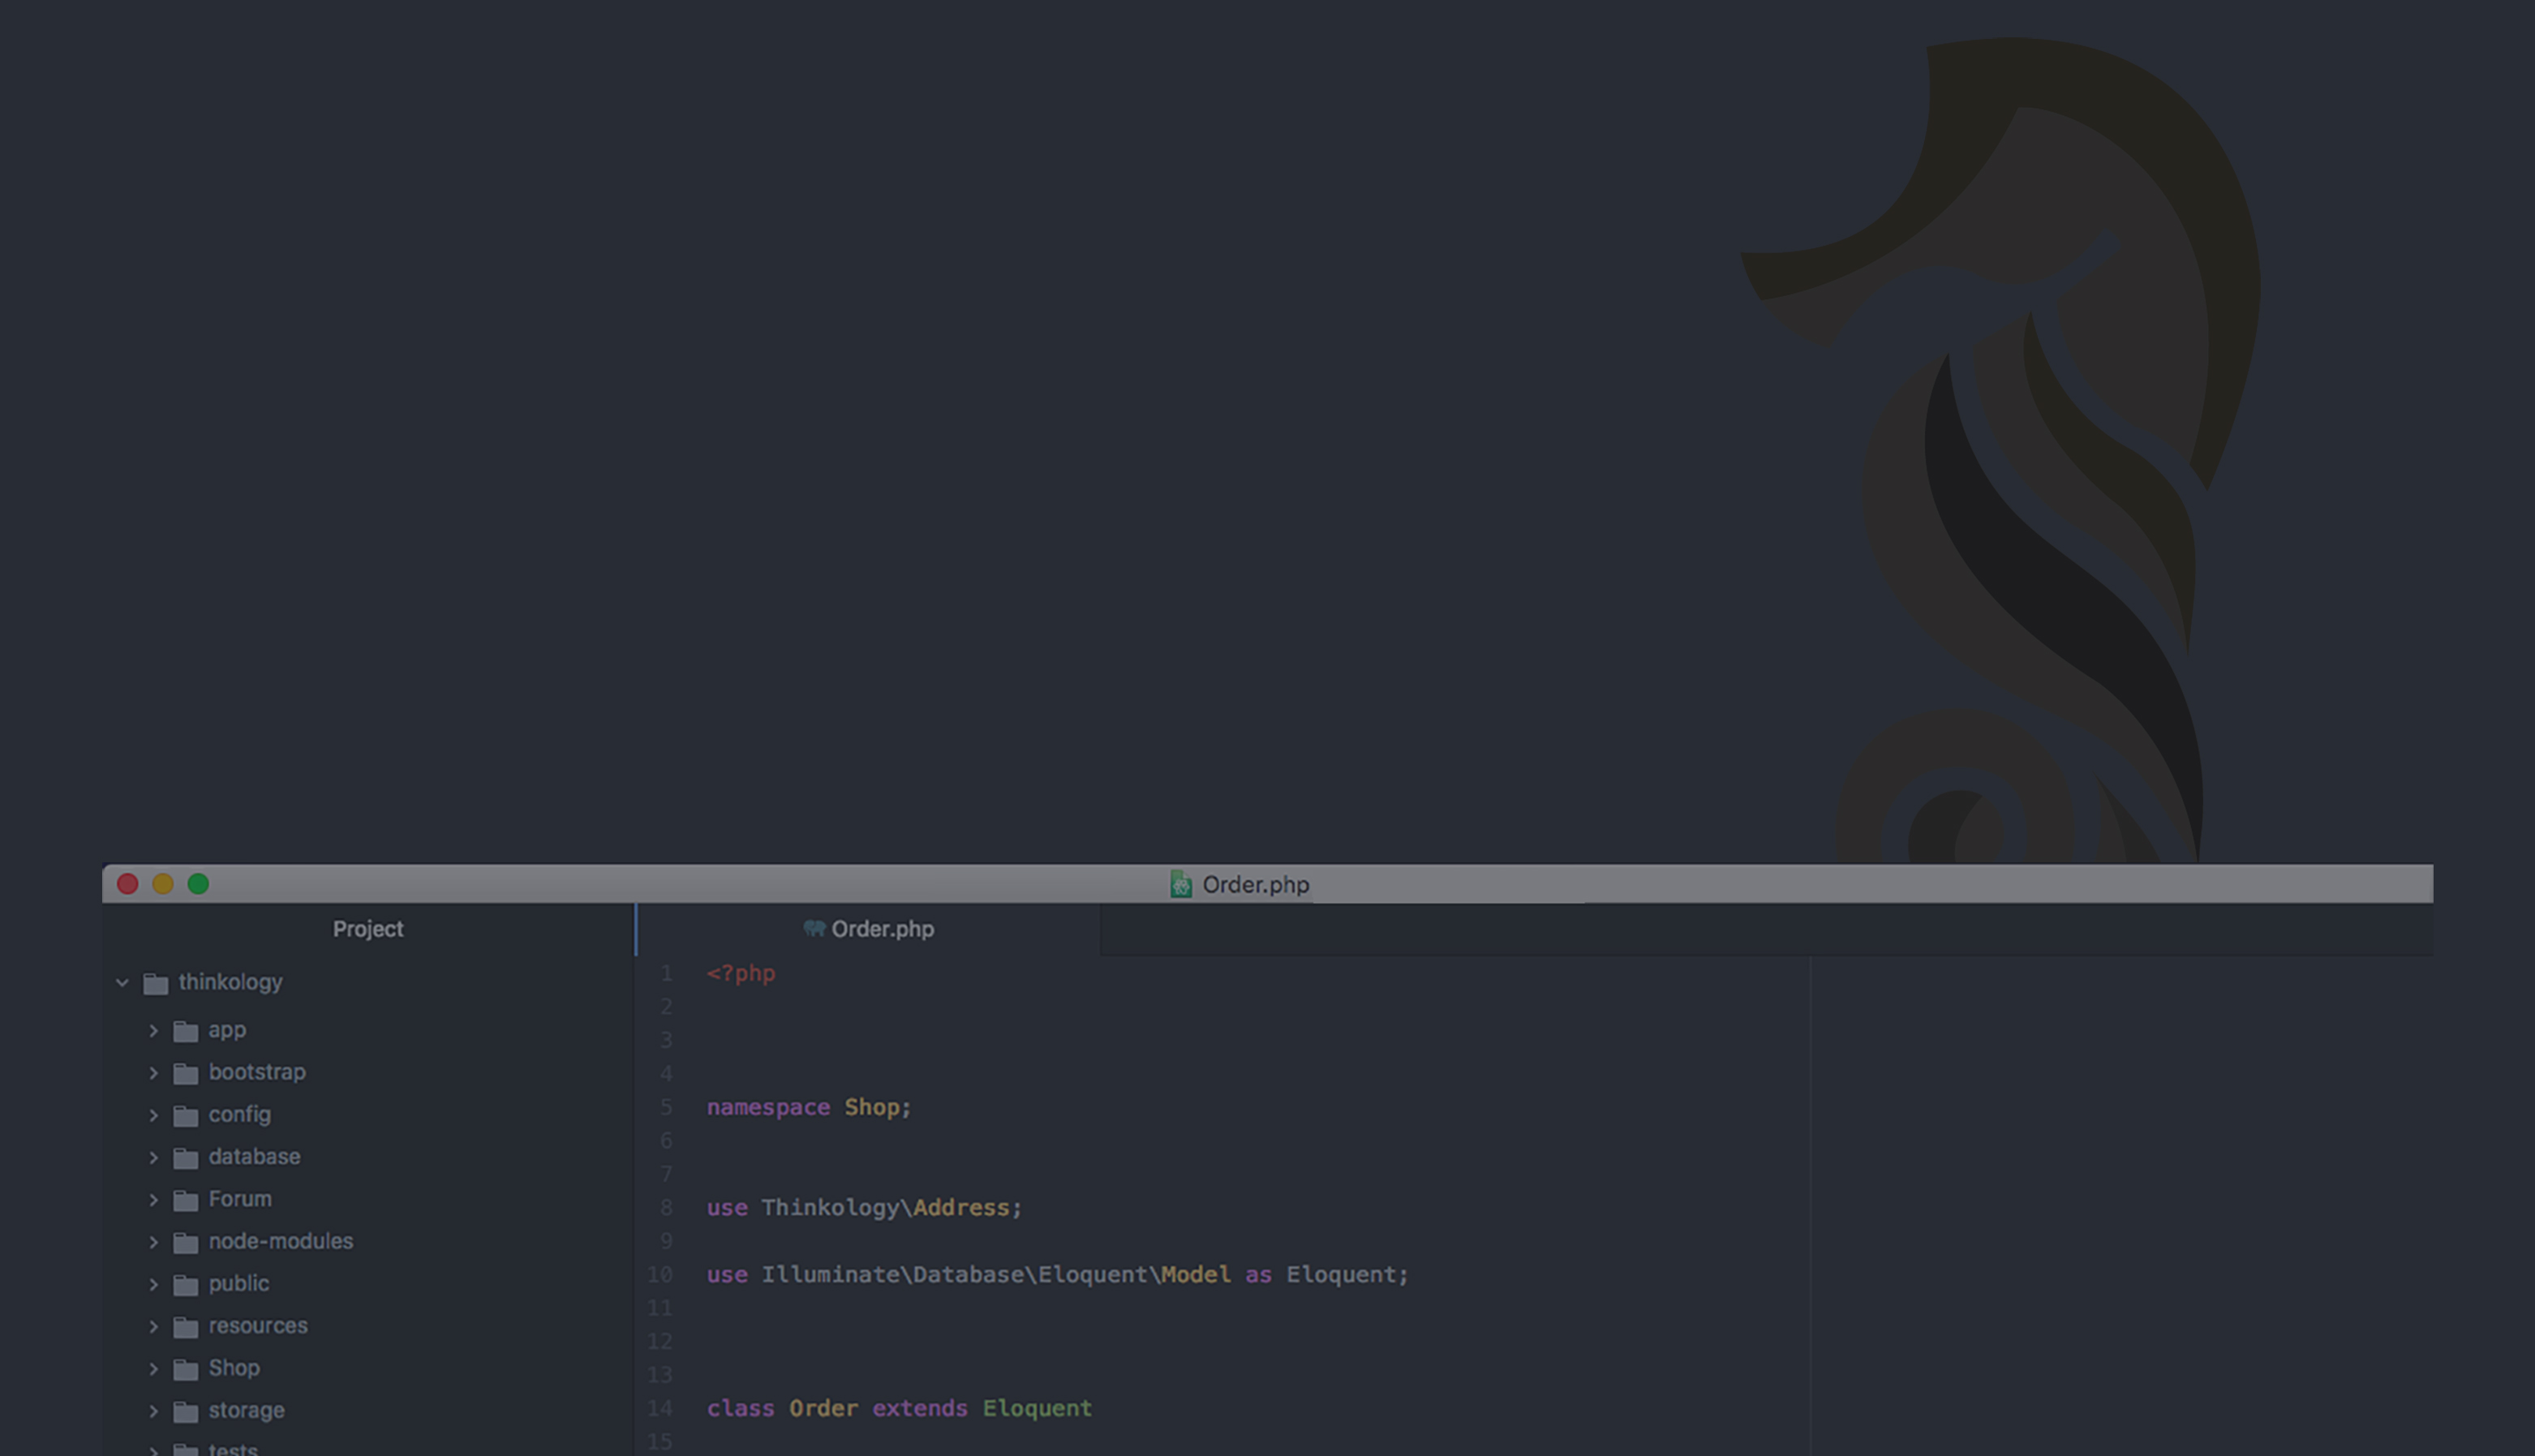 Order.php
Project
Order.php
thinkology
app
bootstrap
config
database
Forum
node-modules
public
resources
Shop
storage
tests
1 <?php
2
3
4
5 namespace Shop;
6
7
8 use Thinkology\Address;
9
10 use Illuminate\Database\Eloquent\Model as Eloquent;
11
12
13
14 class Order extends Eloquent
15